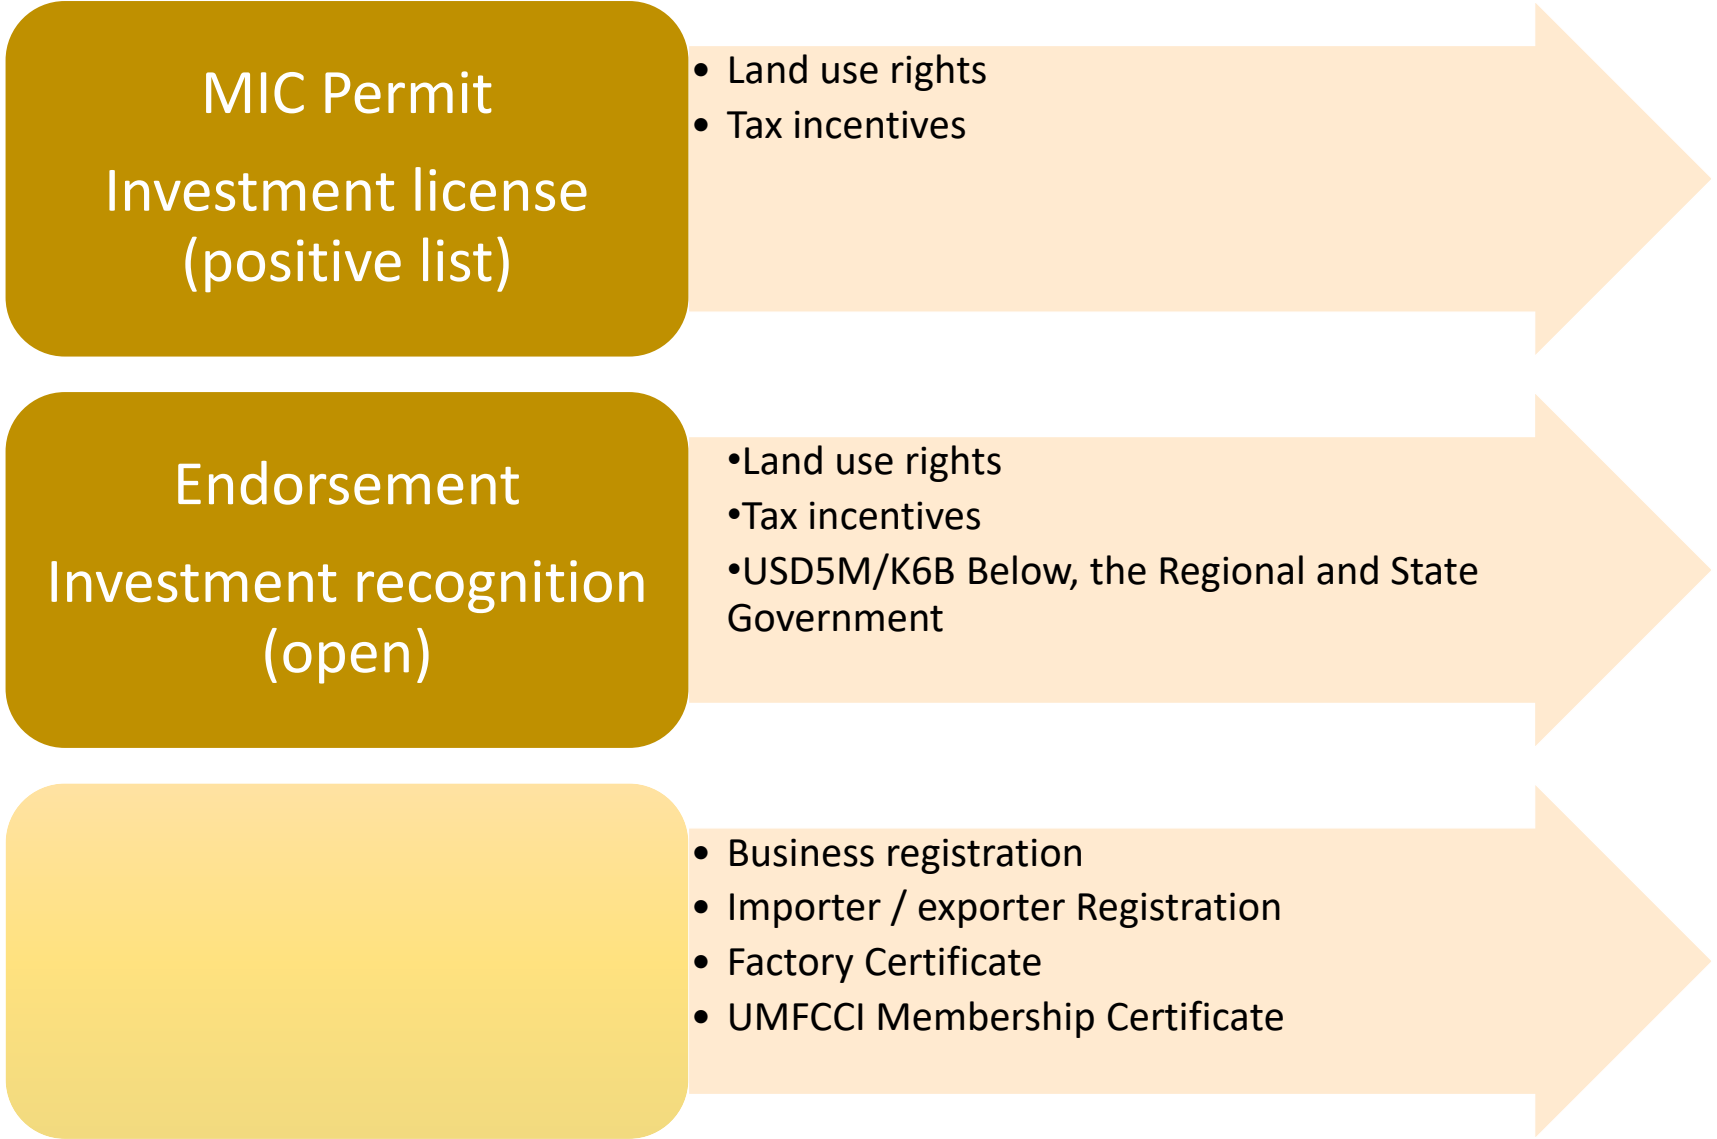 MIC Permit
Investment license
(positive list)
• Land use rights
• Tax incentives
Endorsement
Investment recognition
(open)
•Land use rights
•Tax incentives
•USD5M/K6B Below, the Regional and State
Government
• Business registration
• Importer / exporter Registration
• Factory Certificate
• UMFCCI Membership Certificate